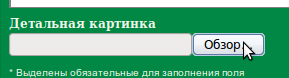 Детальная картинка
Обзор...
* Выделены обязательные для заполнения поля